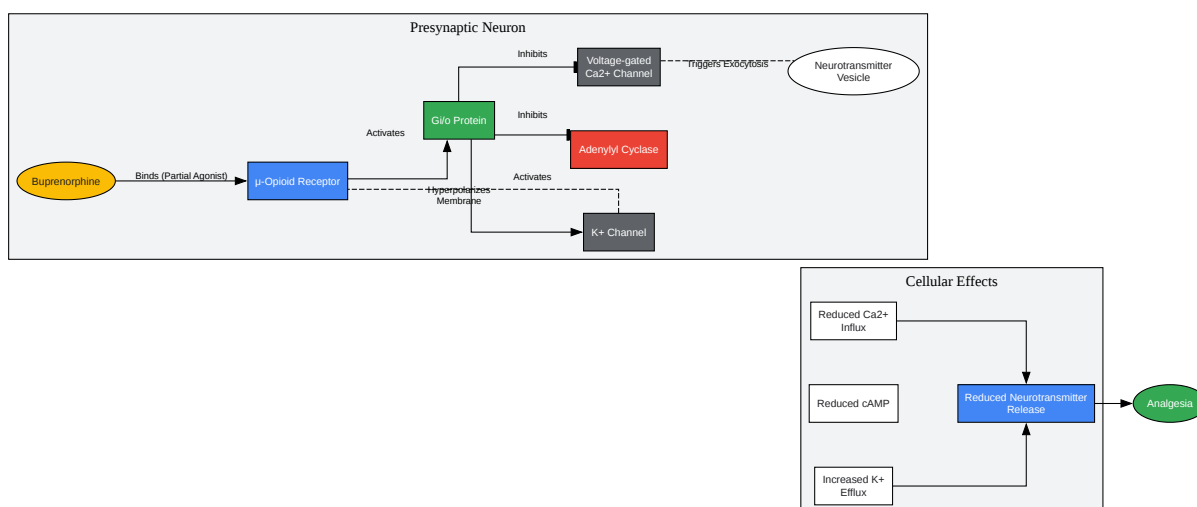 Presynaptic Neuron
Inhibits
Voltage-gated
Ca2+ Channel
Triggers Exocytosis
Neurotransmitter
Vesicle
Gi/o Protein
Inhibits
Activates
Adenylyl Cyclase
Buprenorphine
Binds (Partial Agonist)
μ-Opioid Receptor
Activates
Hyperpolarizes
Membrane
K+ Channel
Cellular Effects
Reduced Ca2+
Influx
Reduced cAMP
Reduced Neurotransmitter
Release
Analgesia
Increased K+
Efflux